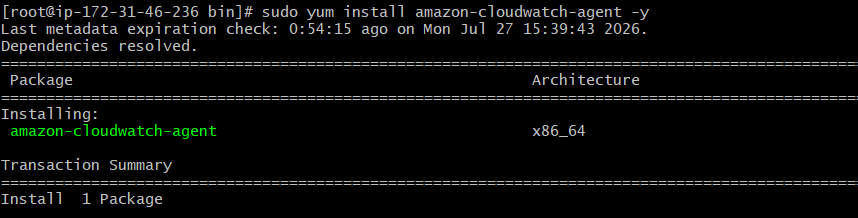 [root@ip-172-31-46-236 bin]# sudo yum install amazon-cloudwatch-agent -y
Last metadata expiration check: 0:54:15 ago on Mon Jul 27 15:39:43 2026.
Dependencies resolved.
================================================================================================
 Package                                                      Architecture
================================================================================================
Installing:
 amazon-cloudwatch-agent                                      x86_64

Transaction Summary
================================================================================================
Install  1 Package